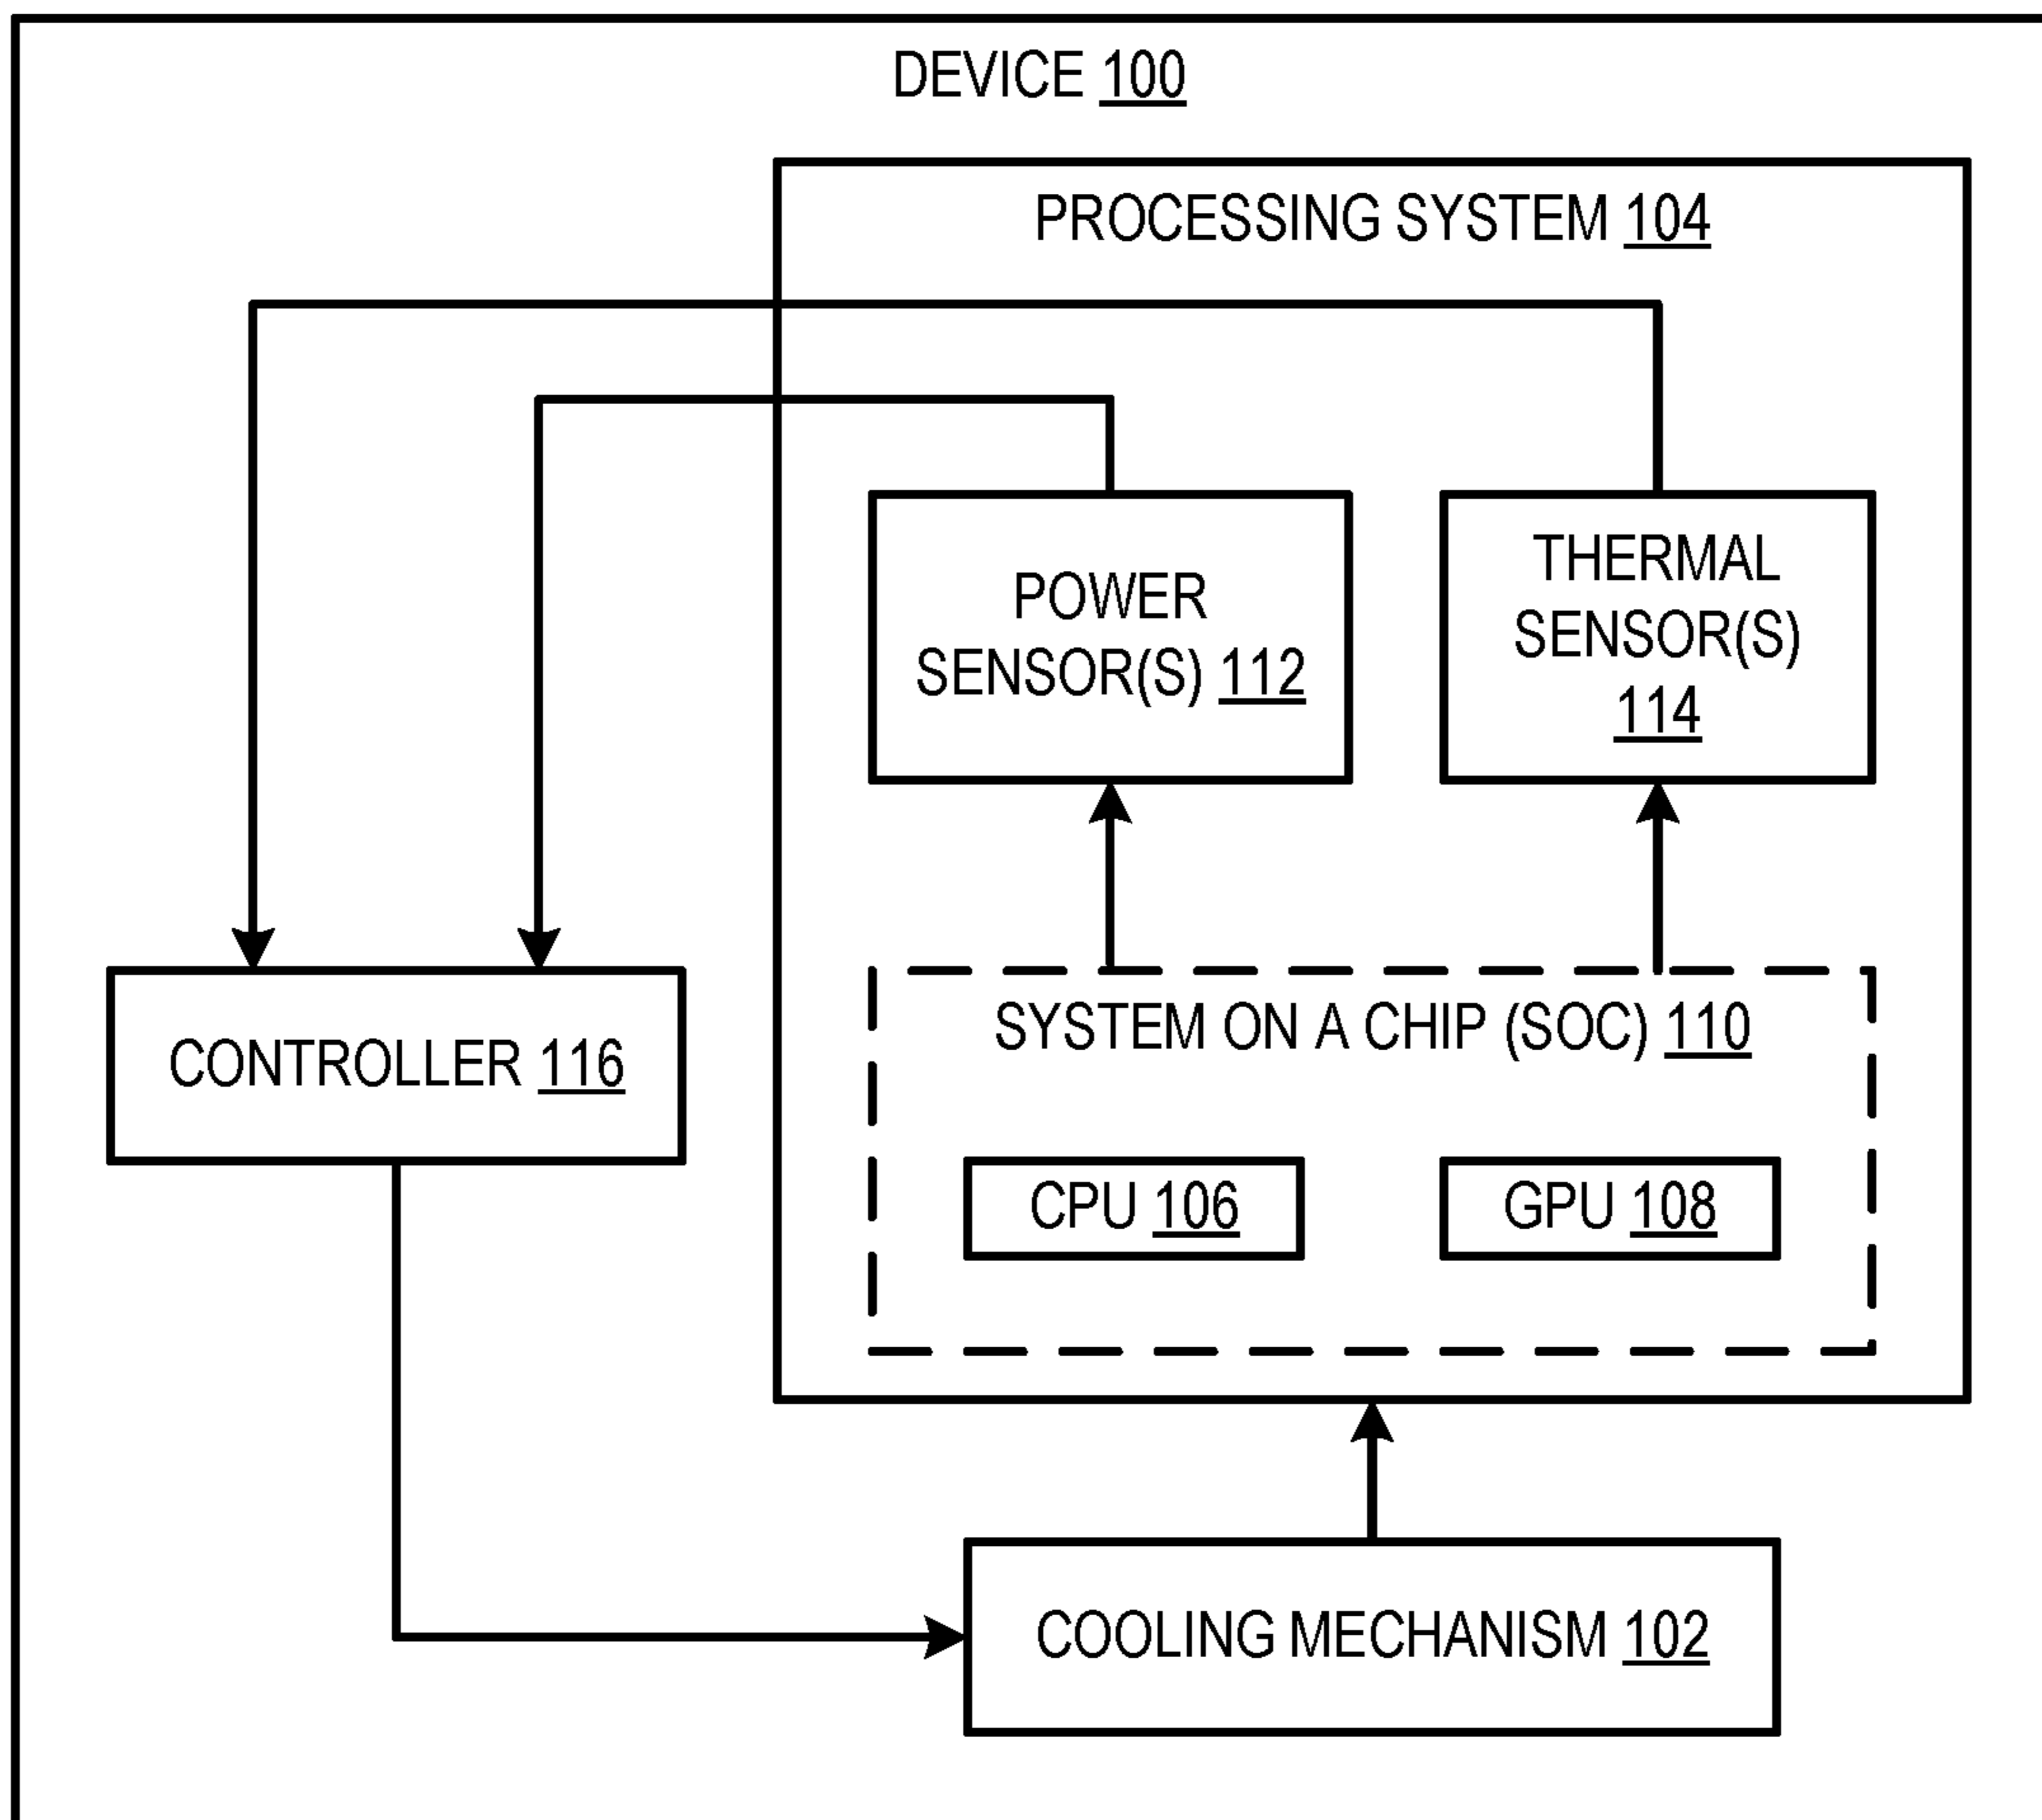 DEVICE 100
PROCESSING SYSTEM 104
POWER
SENSOR(S) 112
THERMAL
SENSOR(S)
114
CONTROLLER 116
SYSTEM ON A CHIP (SOC) 110
CPU 106
GPU 108
COOLING MECHANISM 102